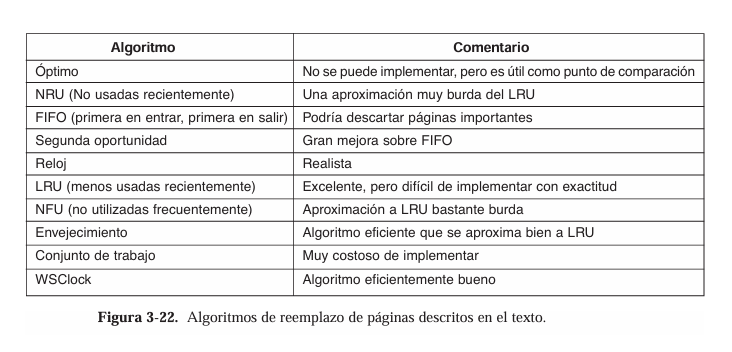 Algoritmo Comentario
Óptimo No se puede implementar, pero es útil como punto de comparación
NRU (No usadas recientemente) Una aproximación muy burda del LRU
FIFO (primera en entrar, primera en salir) Podría descartar páginas importantes
Segunda oportunidad Gran mejora sobre FIFO
Reloj Realista
LRU (menos usadas recientemente) Excelente, pero difícil de implementar con exactitud
NFU (no utilizadas frecuentemente) Aproximación a LRU bastante burda
Envejecimiento Algoritmo eficiente que se aproxima bien a LRU
Conjunto de trabajo Muy costoso de implementar
WSClock Algoritmo eficientemente bueno
Figura 3-22. Algoritmos de reemplazo de páginas descritos en el texto.